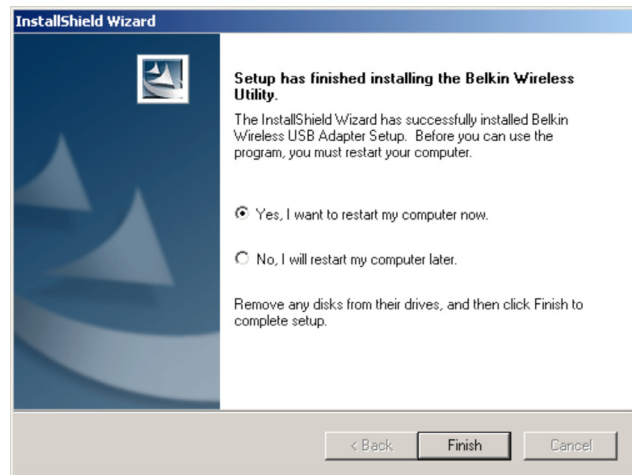 InstallShield Wizard
Setup has finished installing the Belkin Wireless
Utility.
The InstallShield Wizard has successfully installed Belkin
Wireless USB Adapter Setup. Before you can use the
program, you must restart your computer.
Yes, I want to restart my computer now.
No, I will restart my computer later.
Remove any disks from their drives, and then click Finish to
complete setup.
< Back Finish Cancel